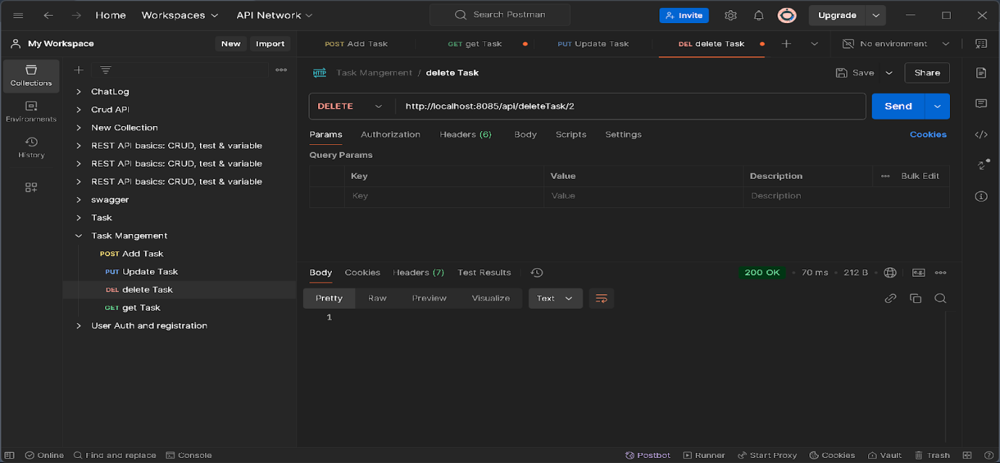 Home Workspaces API Network Search Postman Invite Upgrade
My Workspace New Import POST Add Task GET get Task PUT Update Task DEL delete Task No environment
Collections
Environments
History
ChatLog
Crud API
New Collection
REST API basics: CRUD, test & variable
REST API basics: CRUD, test & variable
REST API basics: CRUD, test & variable
swagger
Task
Task Mangement
POST Add Task
PUT Update Task
DEL delete Task
GET get Task
User Auth and registration
HTTP Task Mangement / delete Task Save Share
DELETE http://localhost:8085/api/deleteTask/2 Send
Params Authorization Headers (6) Body Scripts Settings Cookies
Query Params
Key Value Description Bulk Edit
Key Value Description
Body Cookies Headers (7) Test Results 200 OK 70 ms 212 B e.g.
Pretty Raw Preview Visualize Text
1
Online Find and replace Console Postbot Runner Start Proxy Cookies Vault Trash